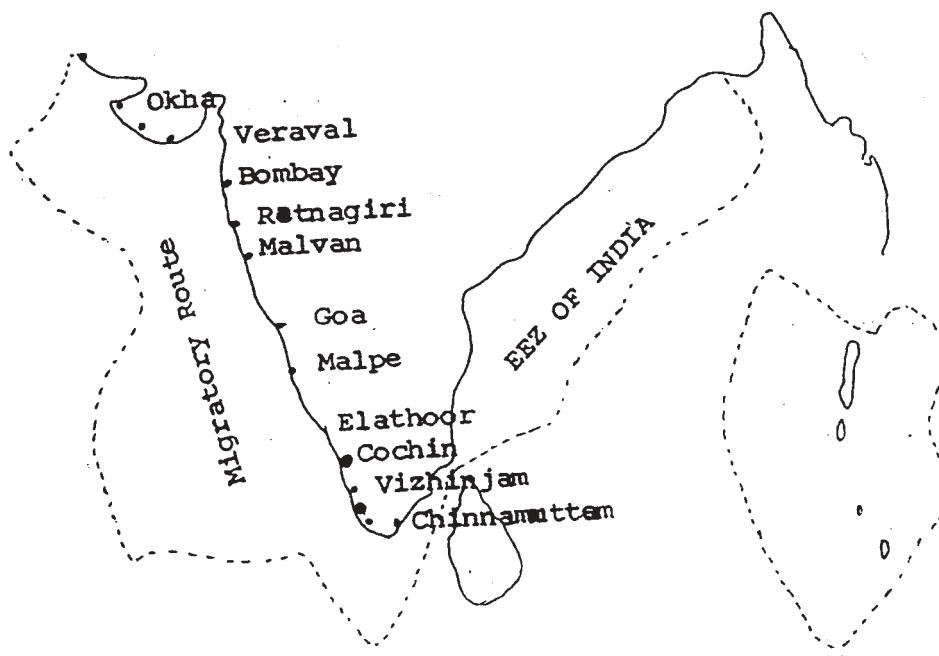 Okha
Veraval
Bombay
Ratnagiri
Malvan
Goa
Malpe
Elathoor
Cochin
Vizhinjam
Chinnamuttam
Migratory Route
EEZ OF INDIA